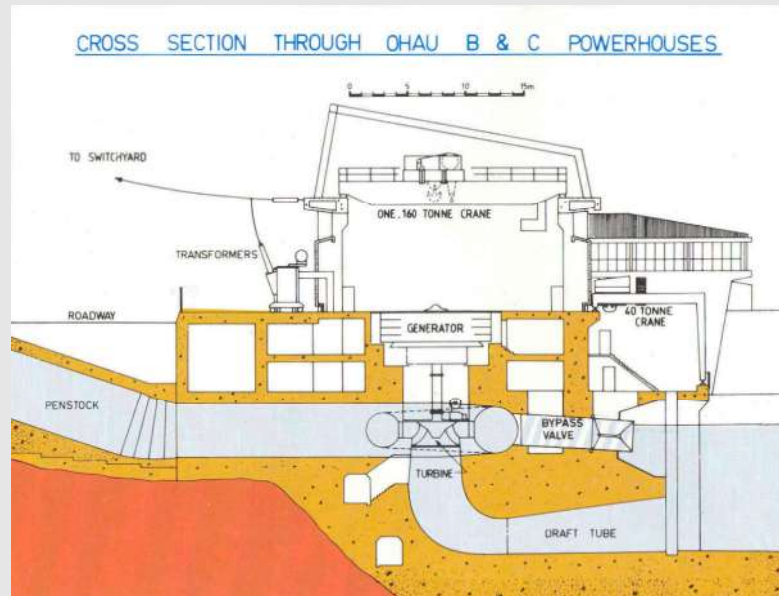 CROSS SECTION THROUGH OHAU B & C POWERHOUSES
0 5 10 15m
TO SWITCHYARD
ONE, 160 TONNE CRANE
TRANSFORMERS
ROADWAY
GENERATOR
40 TONNE
CRANE
PENSTOCK
BYPASS
VALVE
TURBINE
DRAFT TUBE